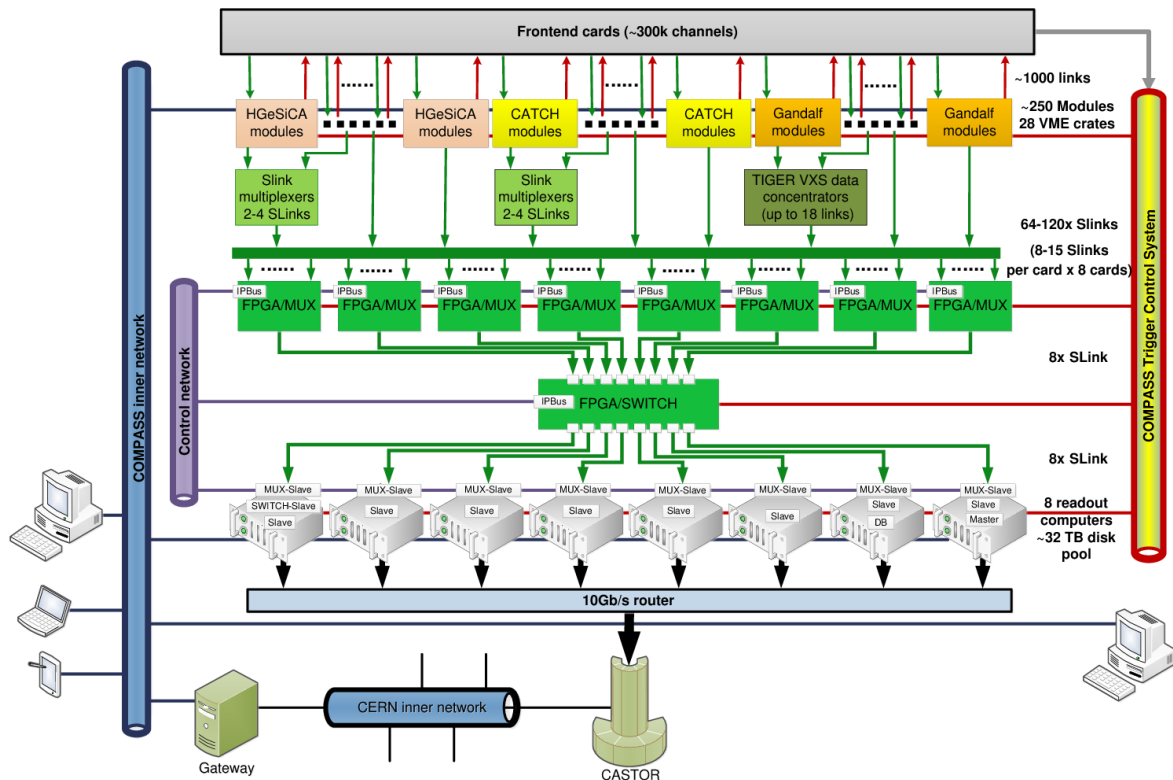 Frontend cards (~300k channels)
~1000 links
HGeSiCA
modules
HGeSiCA
modules
CATCH
modules
CATCH
modules
Gandalf
modules
Gandalf
modules
~250 Modules
28 VME crates
Slink
multiplexers
2-4 SLinks
Slink
multiplexers
2-4 SLinks
TIGER VXS data
concentrators
(up to 18 links)
64-120x Slinks
(8-15 Slinks
per card x 8 cards)
IPBus
FPGA/MUX
IPBus
FPGA/MUX
IPBus
FPGA/MUX
IPBus
FPGA/MUX
IPBus
FPGA/MUX
IPBus
FPGA/MUX
IPBus
FPGA/MUX
IPBus
FPGA/MUX
COMPASS inner network
Control network
COMPASS Trigger Control System
8x SLink
IPBus
FPGA/SWITCH
8x SLink
MUX-Slave
SWITCH-Slave
Slave
MUX-Slave
Slave
MUX-Slave
Slave
MUX-Slave
Slave
MUX-Slave
Slave
MUX-Slave
Slave
MUX-Slave
Slave
DB
MUX-Slave
Slave
Master
8 readout
computers
~32 TB disk
pool
10Gb/s router
CERN inner network
Gateway
CASTOR